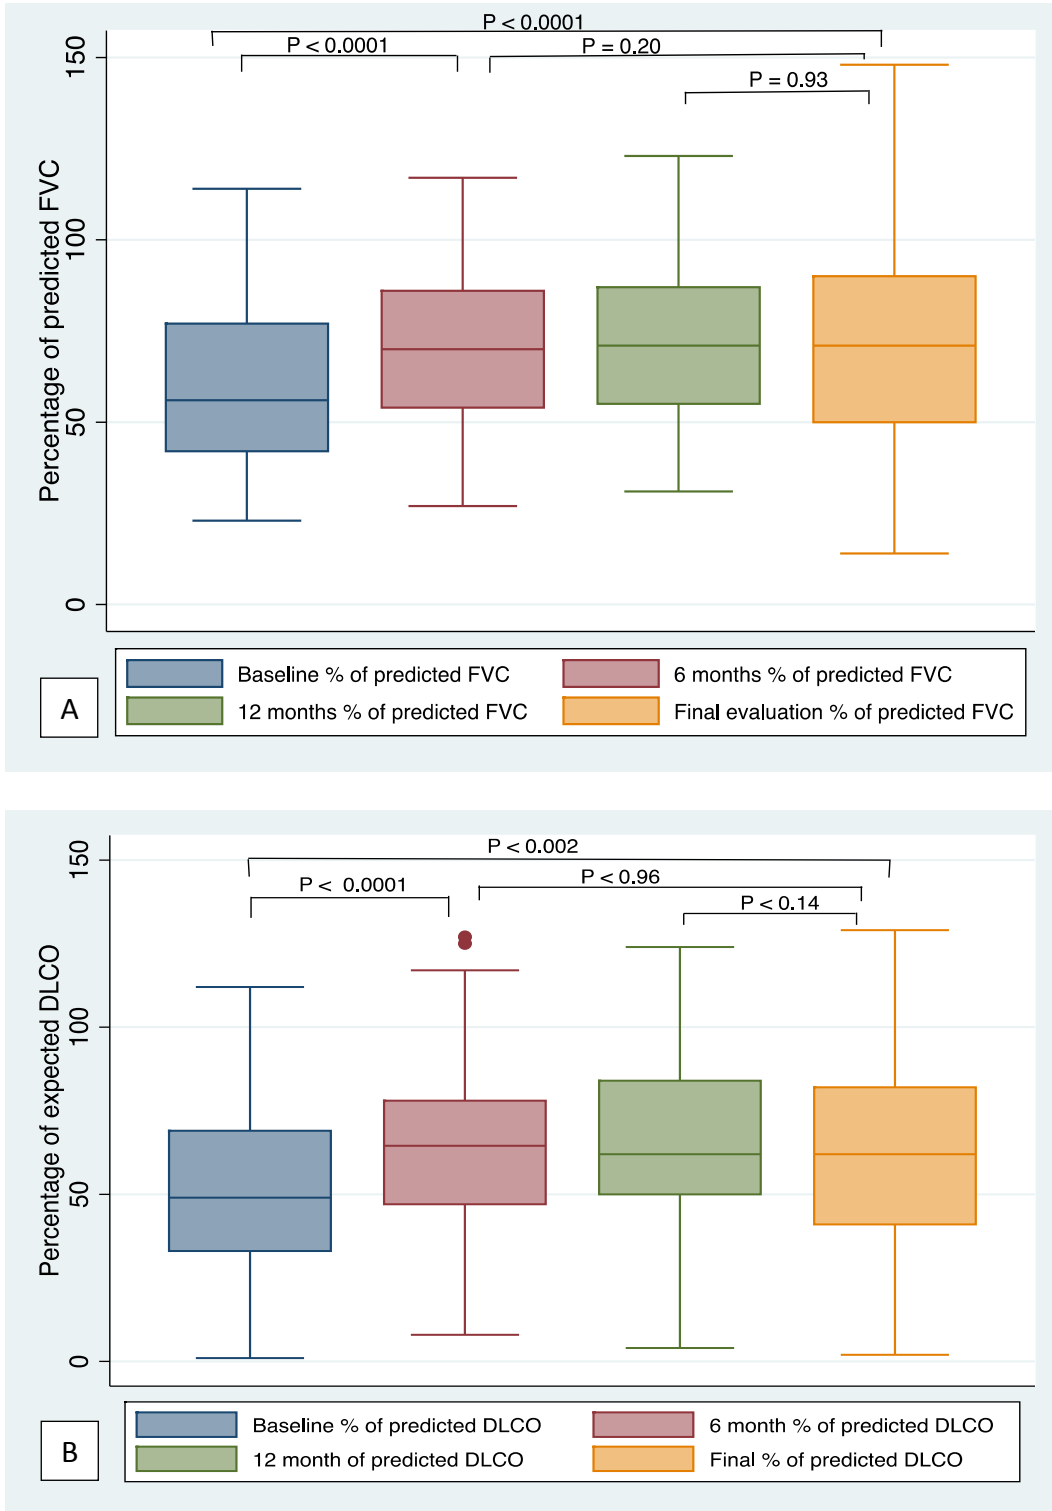 P < 0.0001
P < 0.0001
P = 0.20
P = 0.93
Percentage of predicted FVC
150
100
50
0
Baseline % of predicted FVC
6 months % of predicted FVC
12 months % of predicted FVC
Final evaluation % of predicted FVC
A
P < 0.002
P < 0.0001
P < 0.96
P < 0.14
Percentage of expected DLCO
150
100
50
0
Baseline % of predicted DLCO
6 month % of predicted DLCO
12 month of predicted DLCO
Final % of predicted DLCO
B